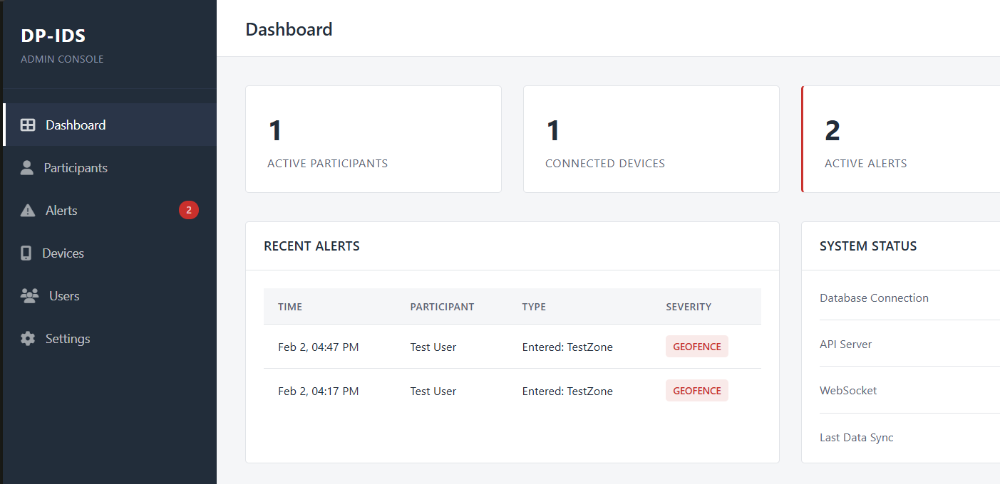 DP-IDS
ADMIN CONSOLE
Dashboard
Participants
Alerts
2
Devices
Users
Settings
Dashboard
1
ACTIVE PARTICIPANTS
1
CONNECTED DEVICES
2
ACTIVE ALERTS
RECENT ALERTS
TIME PARTICIPANT TYPE SEVERITY
Feb 2, 04:47 PM Test User Entered: TestZone GEOFENCE
Feb 2, 04:17 PM Test User Entered: TestZone GEOFENCE
SYSTEM STATUS
Database Connection
API Server
WebSocket
Last Data Sync